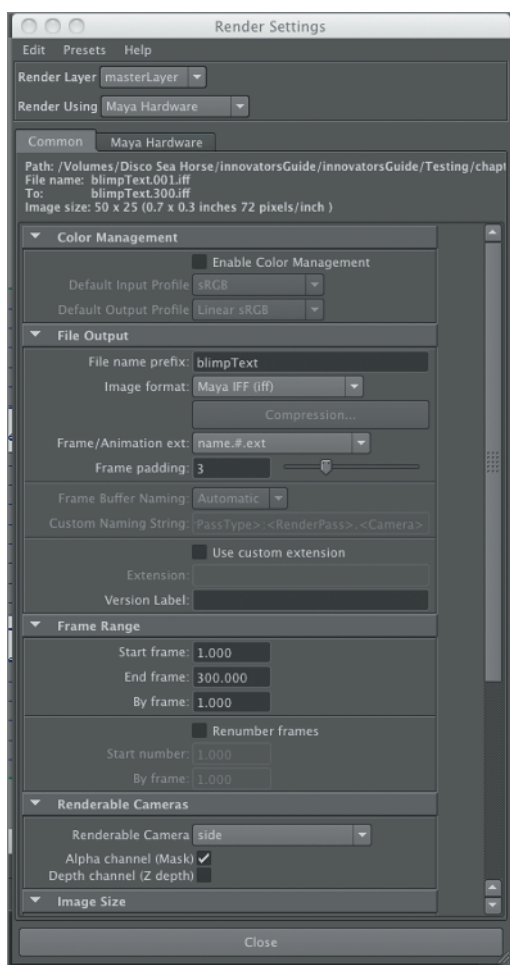 Render Settings
Edit Presets Help
Render Layer masterLayer
Render Using Maya Hardware
Common Maya Hardware
Path: /Volumes/Disco Sea Horse/innovatorsGuide/innovatorsGuide/Testing/chapt
File name: blimpText.001.iff
To: blimpText.300.iff
Image size: 50 x 25 (0.7 x 0.3 inches 72 pixels/inch )
Color Management
Enable Color Management
Default Input Profile sRGB
Default Output Profile Linear sRGB
File Output
File name prefix: blimpText
Image format: Maya IFF (iff)
Compression...
Frame/Animation ext: name.#.ext
Frame padding: 3
Frame Buffer Naming: Automatic
Custom Naming String: PassType>:<RenderPass>.<Camera>
Use custom extension
Extension:
Version Label:
Frame Range
Start frame: 1.000
End frame: 300.000
By frame: 1.000
Renumber frames
Start number: 1.000
By frame: 1.000
Renderable Cameras
Renderable Camera side
Alpha channel (Mask)
Depth channel (Z depth)
Image Size
Close